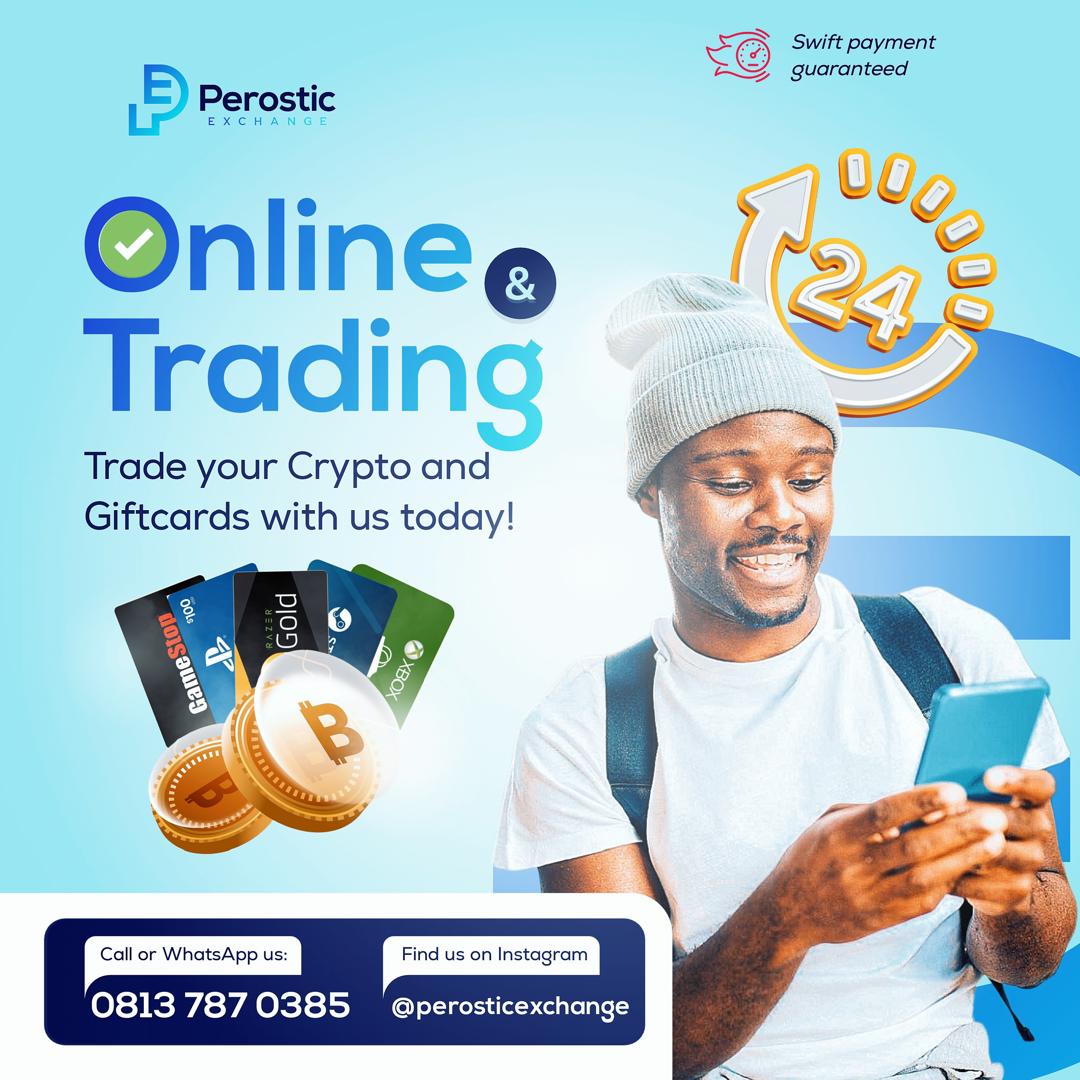 Swift payment
guaranteed
Perostic
EXCHANGE
Online
&
Trading
Trade your Crypto and
Giftcards with us today!
24
GameStop
$100
RAZER
Gold
XBOX
Call or WhatsApp us:
0813 787 0385
Find us on Instagram
@perosticexchange